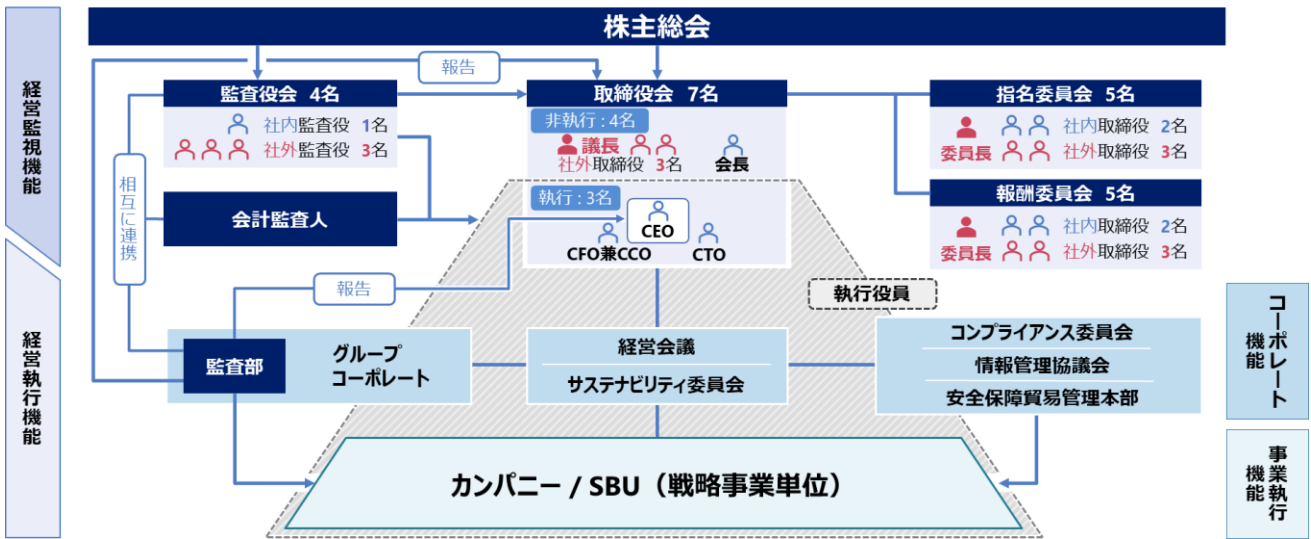 株主総会
経営監視機能
報告
監査役会 4名
社内監査役 1名
社外監査役 3名
取締役会 7名
非執行:4名
議長
社外取締役 3名
会長
執行:3名
CEO
CFO兼CCO
CTO
指名委員会 5名
社内取締役 2名
委員長
社外取締役 3名
報酬委員会 5名
社内取締役 2名
委員長
社外取締役 3名
相互に連携
会計監査人
報告
執行役員
経営執行機能
監査部
グループ
コーポレート
経営会議
サステナビリティ委員会
コンプライアンス委員会
情報管理協議会
安全保障貿易管理本部
コーポレート
機能
カンパニー / SBU(戦略事業単位)
事業執行
機能